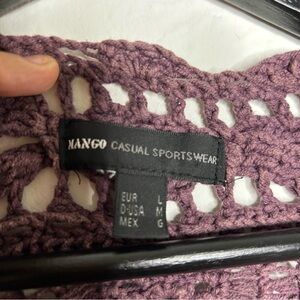 MANGO CASUAL SPORTSWEAR
EUR L
D-USA M
MEX G